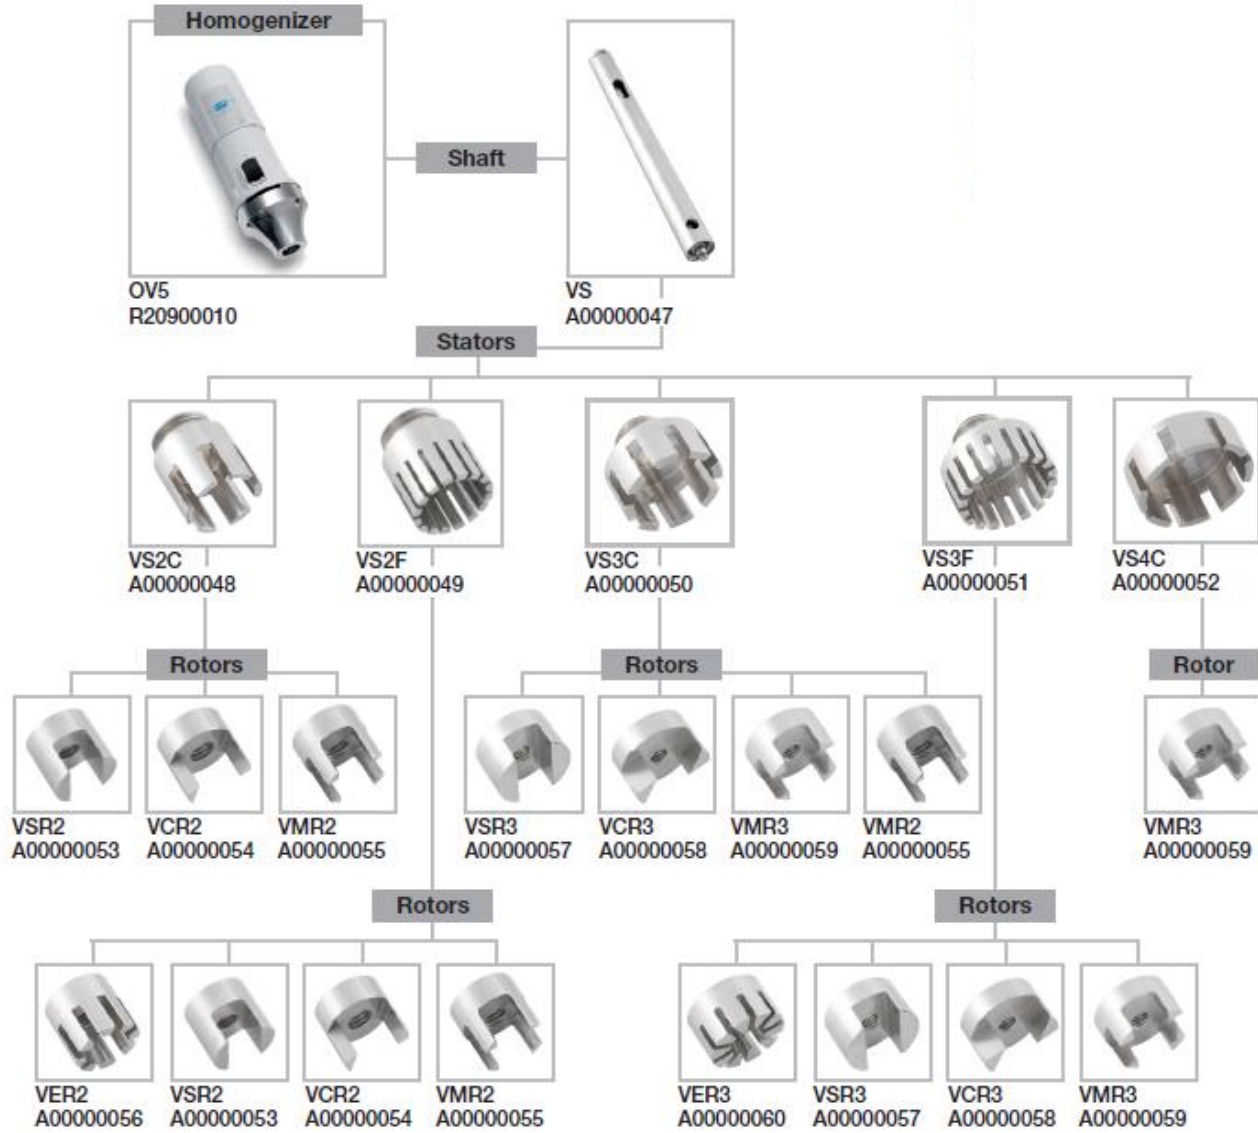 Homogenizer
Shaft
OV5
R20900010
VS
A00000047
Stators
VS2C
A00000048
VS2F
A00000049
VS3C
A00000050
VS3F
A00000051
VS4C
A00000052
Rotors
Rotors
Rotor
VSR2
A00000053
VCR2
A00000054
VMR2
A00000055
VSR3
A00000057
VCR3
A00000058
VMR3
A00000059
VMR2
A00000055
VMR3
A00000059
Rotors
Rotors
VER2
A00000056
VSR2
A00000053
VCR2
A00000054
VMR2
A00000055
VER3
A00000060
VSR3
A00000057
VCR3
A00000058
VMR3
A00000059